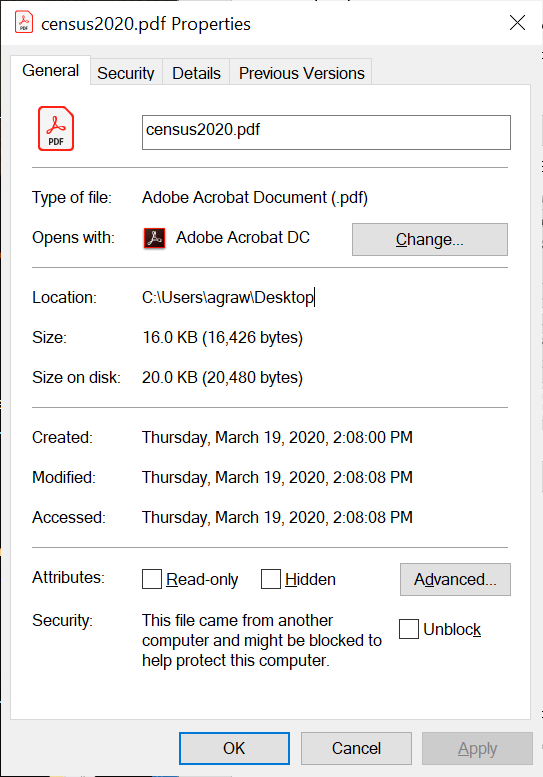 census2020.pdf Properties
General Security Details Previous Versions
PDF
census2020.pdf
Type of file: Adobe Acrobat Document (.pdf)
Opens with: Adobe Acrobat DC Change...
Location: C:\Users\agraw\Desktop
Size: 16.0 KB (16,426 bytes)
Size on disk: 20.0 KB (20,480 bytes)
Created: Thursday, March 19, 2020, 2:08:00 PM
Modified: Thursday, March 19, 2020, 2:08:08 PM
Accessed: Thursday, March 19, 2020, 2:08:08 PM
Attributes: Read-only Hidden Advanced...
Security: This file came from another
computer and might be blocked to
help protect this computer.
Unblock
OK Cancel Apply